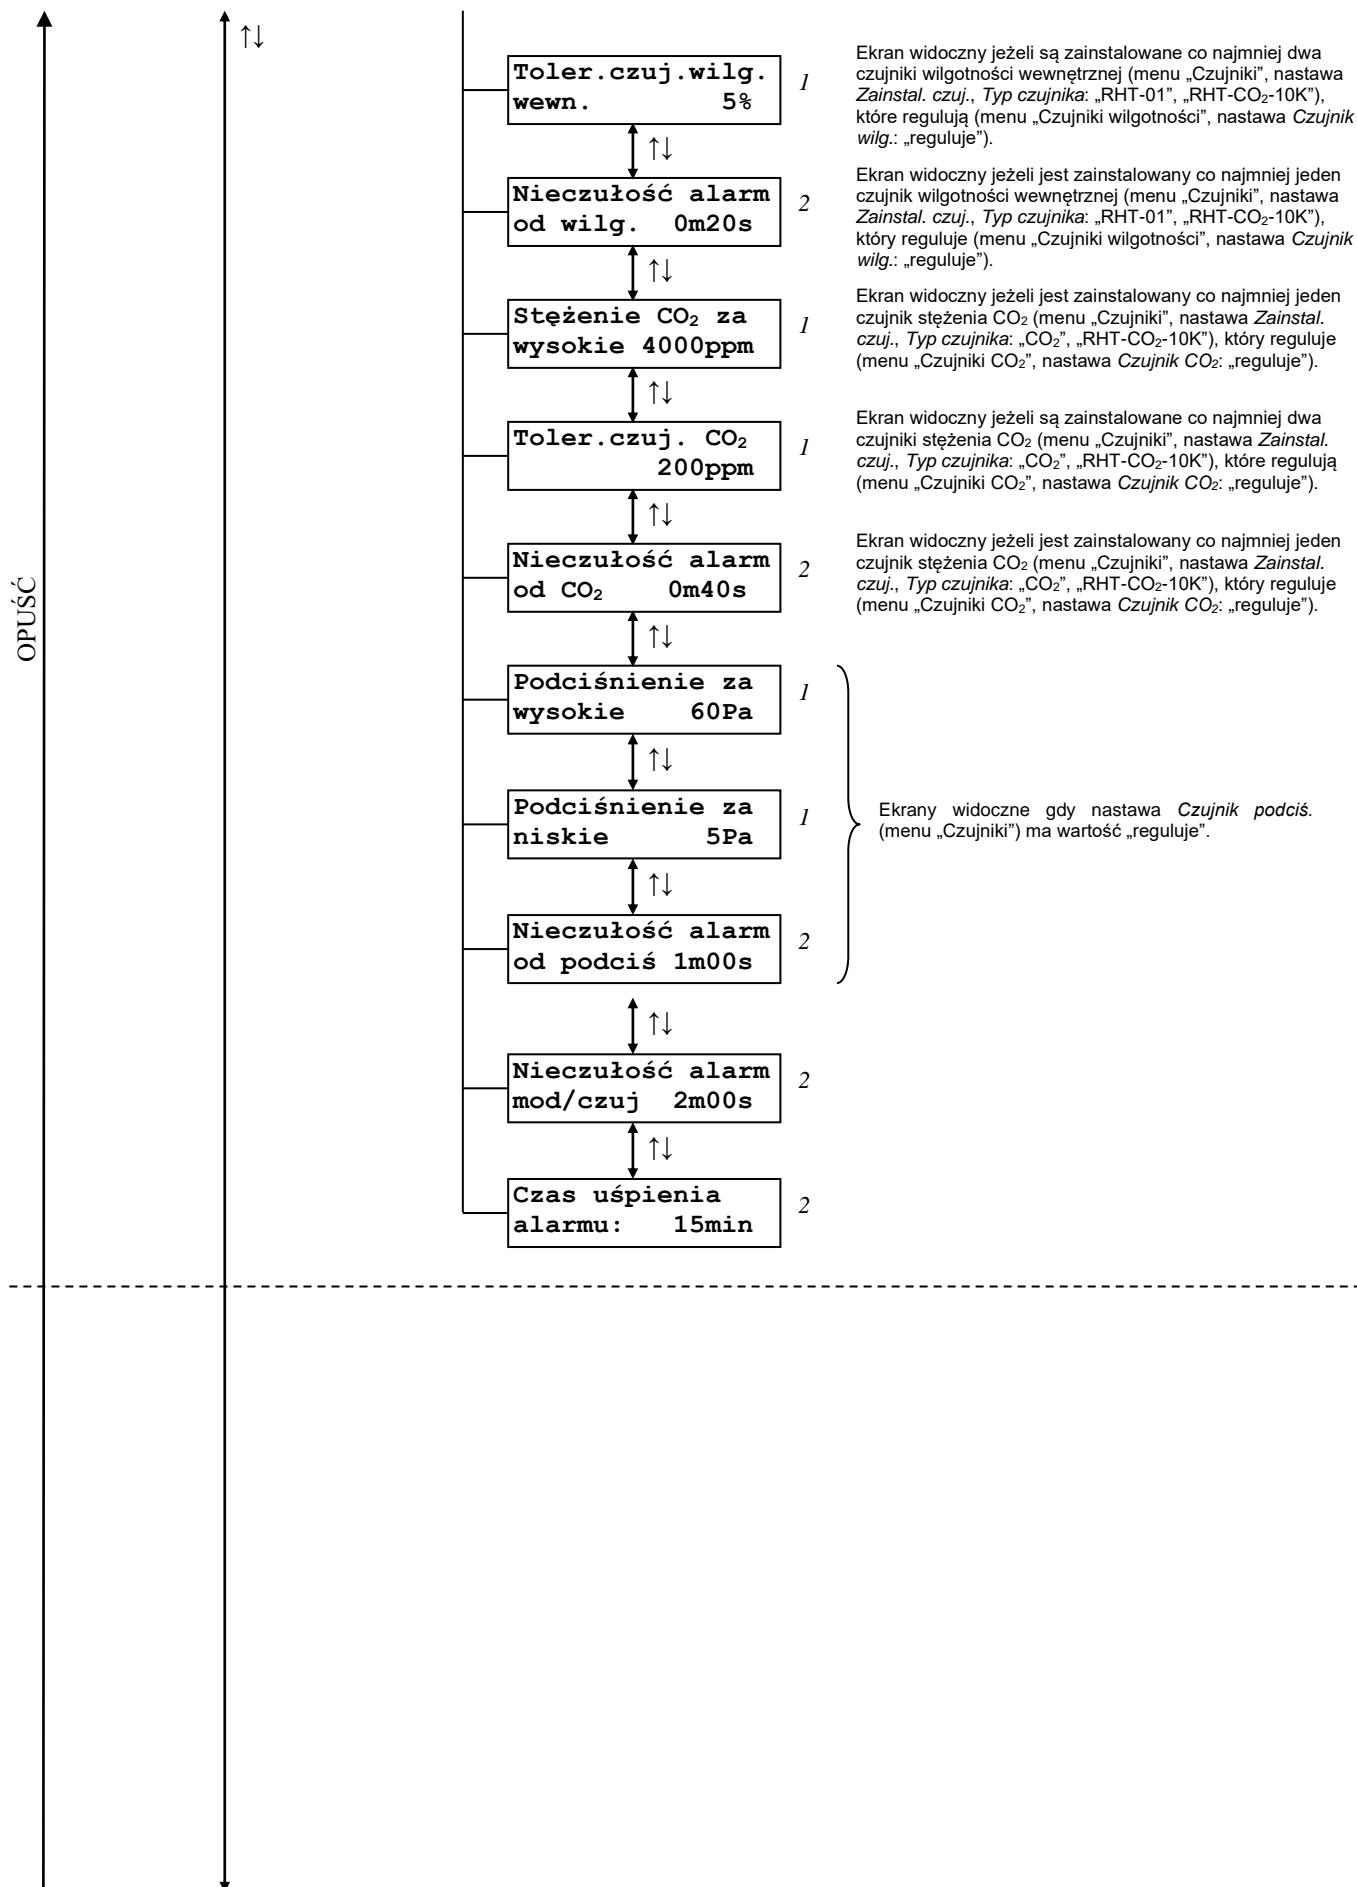 ↑↓
Toler.czuj.wilg.
wewn. 5%
1
Ekran widoczny jeżeli są zainstalowane co najmniej dwa
czujniki wilgotności wewnętrznej (menu „Czujniki”, nastawa
Zainstal. czuj., Typ czujnika: „RHT-01”, „RHT-CO₂-10K”),
które regulują (menu „Czujniki wilgotności”, nastawa Czujnik
wilg.: „reguluje”).
↑↓
Nieczułość alarm
od wilg. 0m20s
2
Ekran widoczny jeżeli jest zainstalowany co najmniej jeden
czujnik wilgotności wewnętrznej (menu „Czujniki”, nastawa
Zainstal. czuj., Typ czujnika: „RHT-01”, „RHT-CO₂-10K”),
który reguluje (menu „Czujniki wilgotności”, nastawa Czujnik
wilg.: „reguluje”).
↑↓
Stężenie CO₂ za
wysokie 4000ppm
1
Ekran widoczny jeżeli jest zainstalowany co najmniej jeden
czujnik stężenia CO₂ (menu „Czujniki”, nastawa Zainstal.
czuj., Typ czujnika: „CO₂”, „RHT-CO₂-10K”), który reguluje
(menu „Czujniki CO₂”, nastawa Czujnik CO₂: „reguluje”).
↑↓
Toler.czuj. CO₂
200ppm
1
Ekran widoczny jeżeli są zainstalowane co najmniej dwa
czujniki stężenia CO₂ (menu „Czujniki”, nastawa Zainstal.
czuj., Typ czujnika: „CO₂”, „RHT-CO₂-10K”), które regulują
(menu „Czujniki CO₂”, nastawa Czujnik CO₂: „reguluje”).
↑↓
Nieczułość alarm
od CO₂ 0m40s
2
Ekran widoczny jeżeli jest zainstalowany co najmniej jeden
czujnik stężenia CO₂ (menu „Czujniki”, nastawa Zainstal.
czuj., Typ czujnika: „CO₂”, „RHT-CO₂-10K”), który reguluje
(menu „Czujniki CO₂”, nastawa Czujnik CO₂: „reguluje”).
OPUŚĆ
↑↓
Podciśnienie za
wysokie 60Pa
1
↑↓
Podciśnienie za
niskie 5Pa
1
Ekrany widoczne gdy nastawa Czujnik podciś.
(menu „Czujniki”) ma wartość „reguluje”.
↑↓
Nieczułość alarm
od podciś 1m00s
2
↑↓
Nieczułość alarm
mod/czuj 2m00s
2
↑↓
Czas uśpienia
alarmu: 15min
2